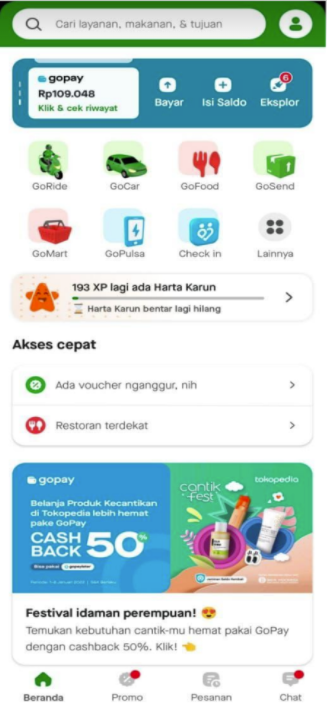 Cari layanan, makanan, & tujuan
gopay
Rp109.048
Klik & cek riwayat
Bayar
Isi Saldo
6
Eksplor
GoRide
GoCar
GoFood
GoSend
GoMart
GoPulsa
Check in
Lainnya
193 XP lagi ada Harta Karun
Harta Karun bentar lagi hilang
Akses cepat
Ada voucher nganggur, nih
Restoran terdekat
gopay
Belanja Produk Kecantikan
di Tokopedia lebih hemat
pake GoPay
CASH
BACK 50%
cantik
fest
tokopedia
Festival idaman perempuan! 😍
Temukan kebutuhan cantik-mu hemat pakai GoPay
dengan cashback 50%. Klik! 👈
Beranda
Promo
Pesanan
Chat